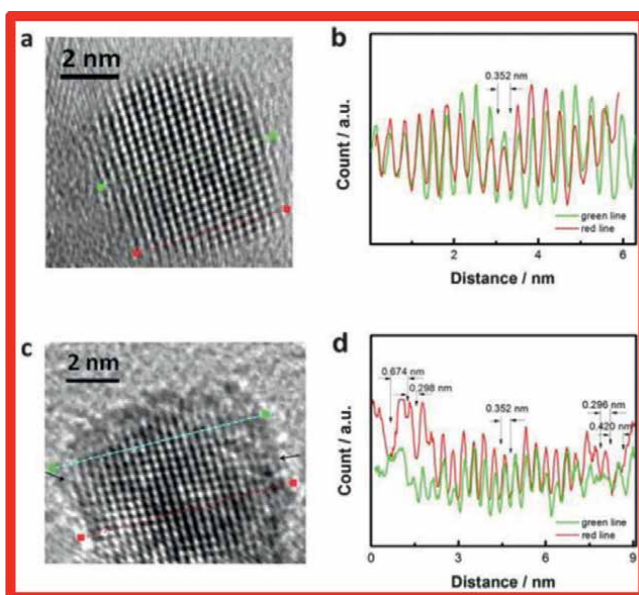 a
2 nm
b
0.352 nm
Count / a.u.
green line
red line
2 4 6
Distance / nm
c
2 nm
d
0.674 nm
0.298 nm
0.352 nm
0.296 nm
0.420 nm
Count / a.u.
green line
red line
0 3 6 9
Distance / nm